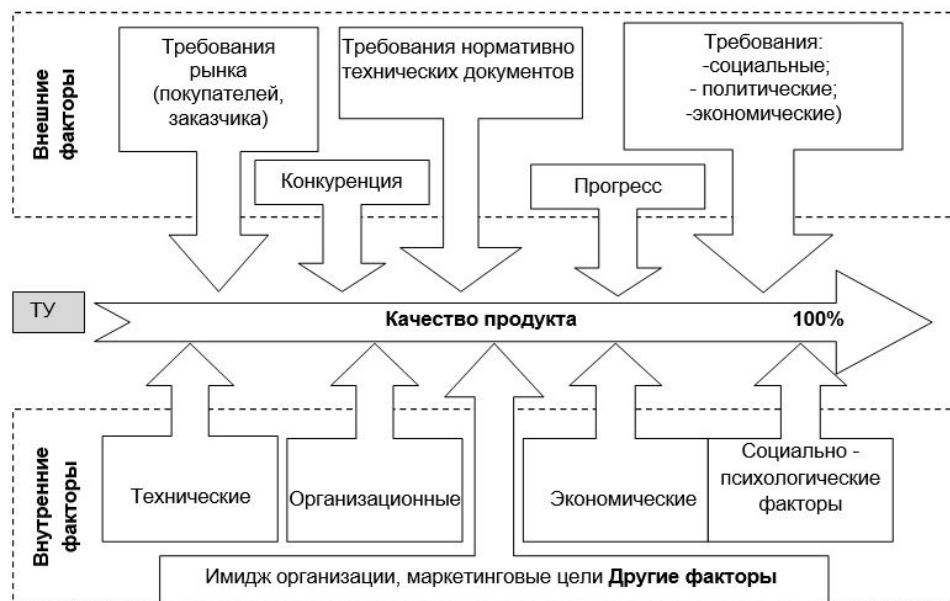 Внешние
факторы
Требования
рынка
(покупателей,
заказчика)
Требования нормативно
технических документов
Требования:
-социальные;
- политические;
-экономические)
Конкуренция
Прогресс
ТУ
Качество продукта
100%
Внутренние
факторы
Технические
Организационные
Экономические
Социально -
психологические
факторы
Имидж организации, маркетинговые цели Другие факторы